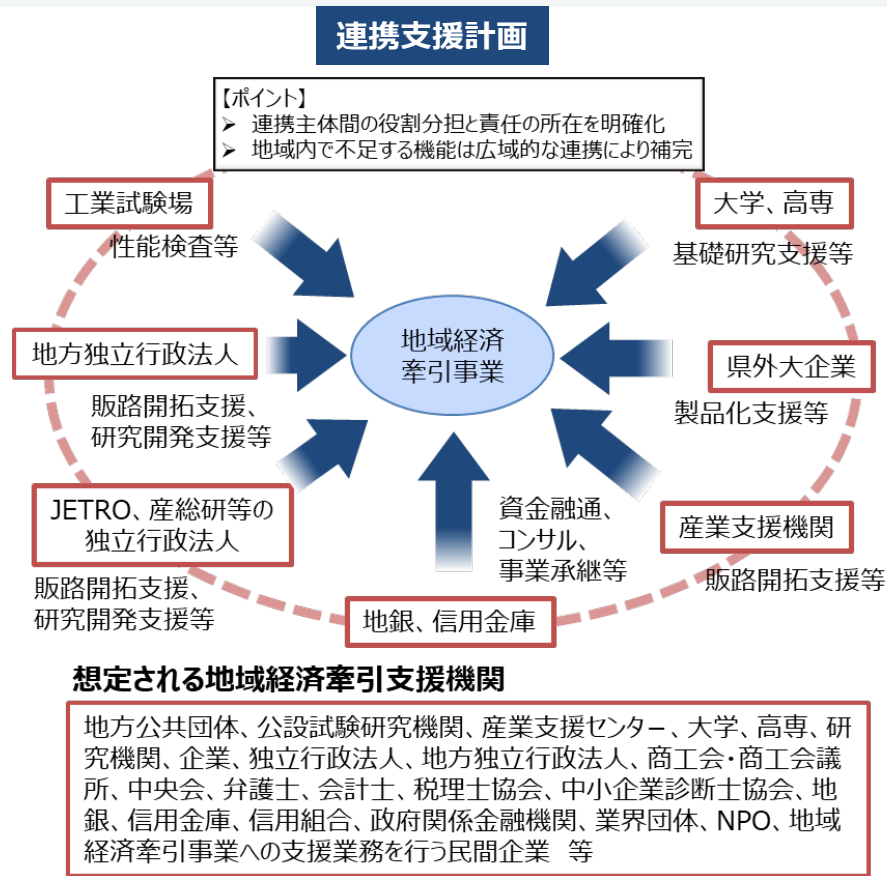 連携支援計画
【ポイント】
➢ 連携主体間の役割分担と責任の所在を明確化
➢ 地域内で不足する機能は広域的な連携により補完
工業試験場
性能検査等
大学、高専
基礎研究支援等
地方独立行政法人
販路開拓支援、
研究開発支援等
地域経済
牽引事業
県外大企業
製品化支援等
JETRO、産総研等の
独立行政法人
販路開拓支援、
研究開発支援等
資金融通、
コンサル、
事業承継等
産業支援機関
販路開拓支援等
地銀、信用金庫
想定される地域経済牽引支援機関
地方公共団体、公設試験研究機関、産業支援センター、大学、高専、研
究機関、企業、独立行政法人、地方独立行政法人、商工会・商工会議
所、中央会、弁護士、会計士、税理士協会、中小企業診断士協会、地
銀、信用金庫、信用組合、政府関係金融機関、業界団体、NPO、地域
経済牽引事業への支援業務を行う民間企業 等